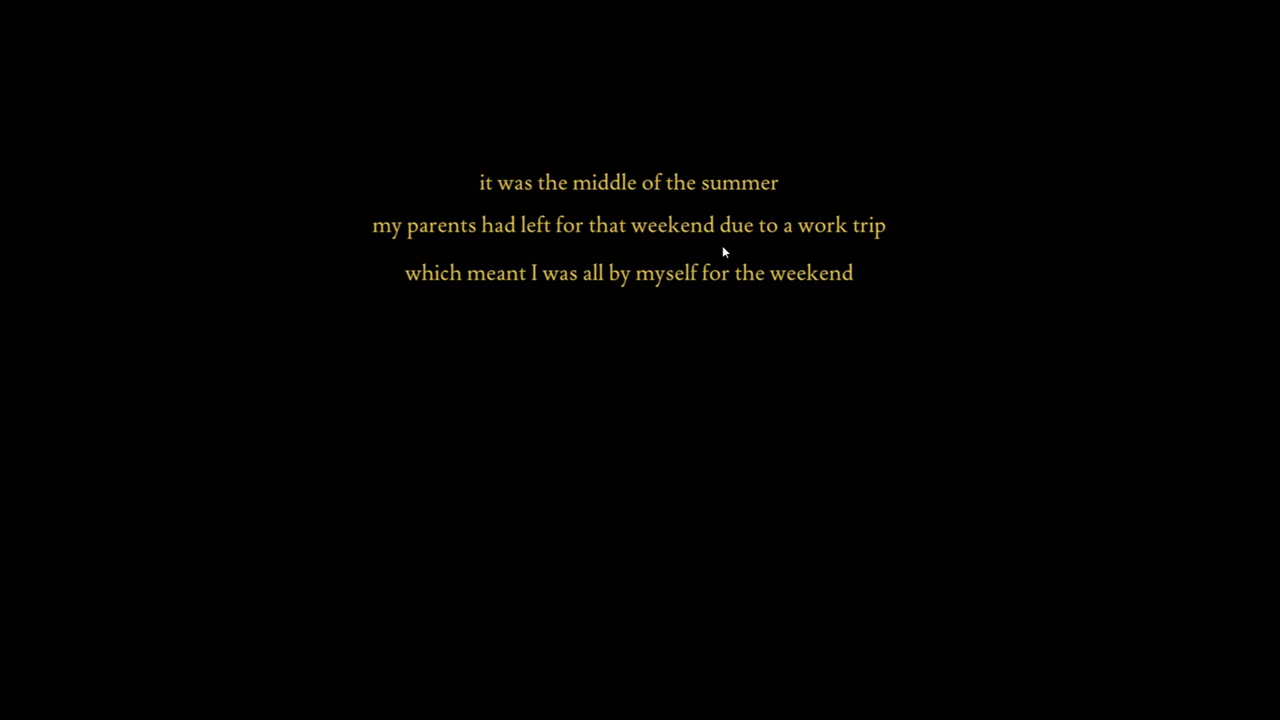 it was the middle of the summer
my parents had left for that weekend due to a work trip
which meant I was all by myself for the weekend